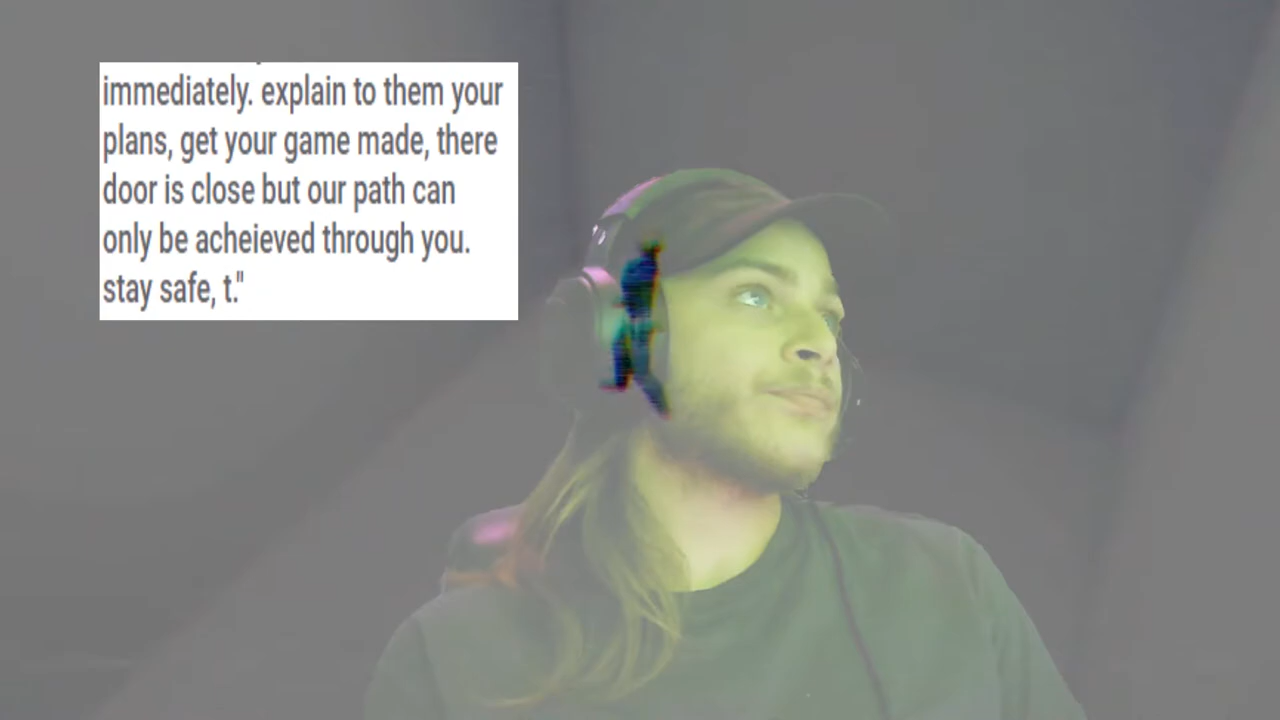 immediately. explain to them your
plans, get your game made, there
door is close but our path can
only be acheieved through you.
stay safe, t."